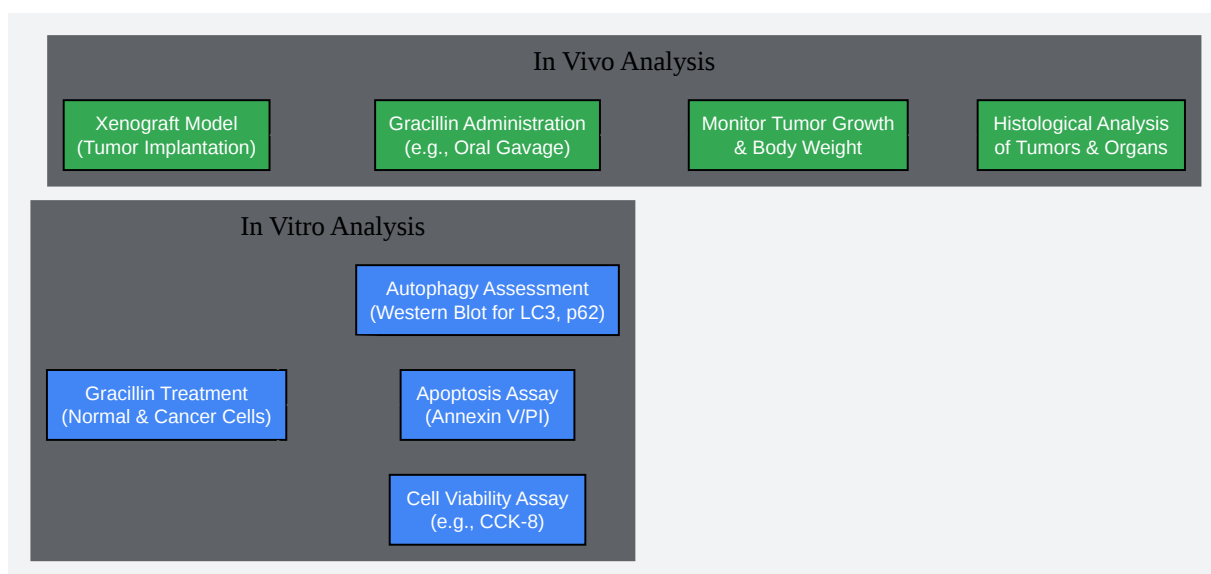 In Vivo Analysis
Xenograft Model
(Tumor Implantation)
Gracillin Administration
(e.g., Oral Gavage)
Monitor Tumor Growth
& Body Weight
Histological Analysis
of Tumors & Organs
In Vitro Analysis
Autophagy Assessment
(Western Blot for LC3, p62)
Gracillin Treatment
(Normal & Cancer Cells)
Apoptosis Assay
(Annexin V/PI)
Cell Viability Assay
(e.g., CCK-8)